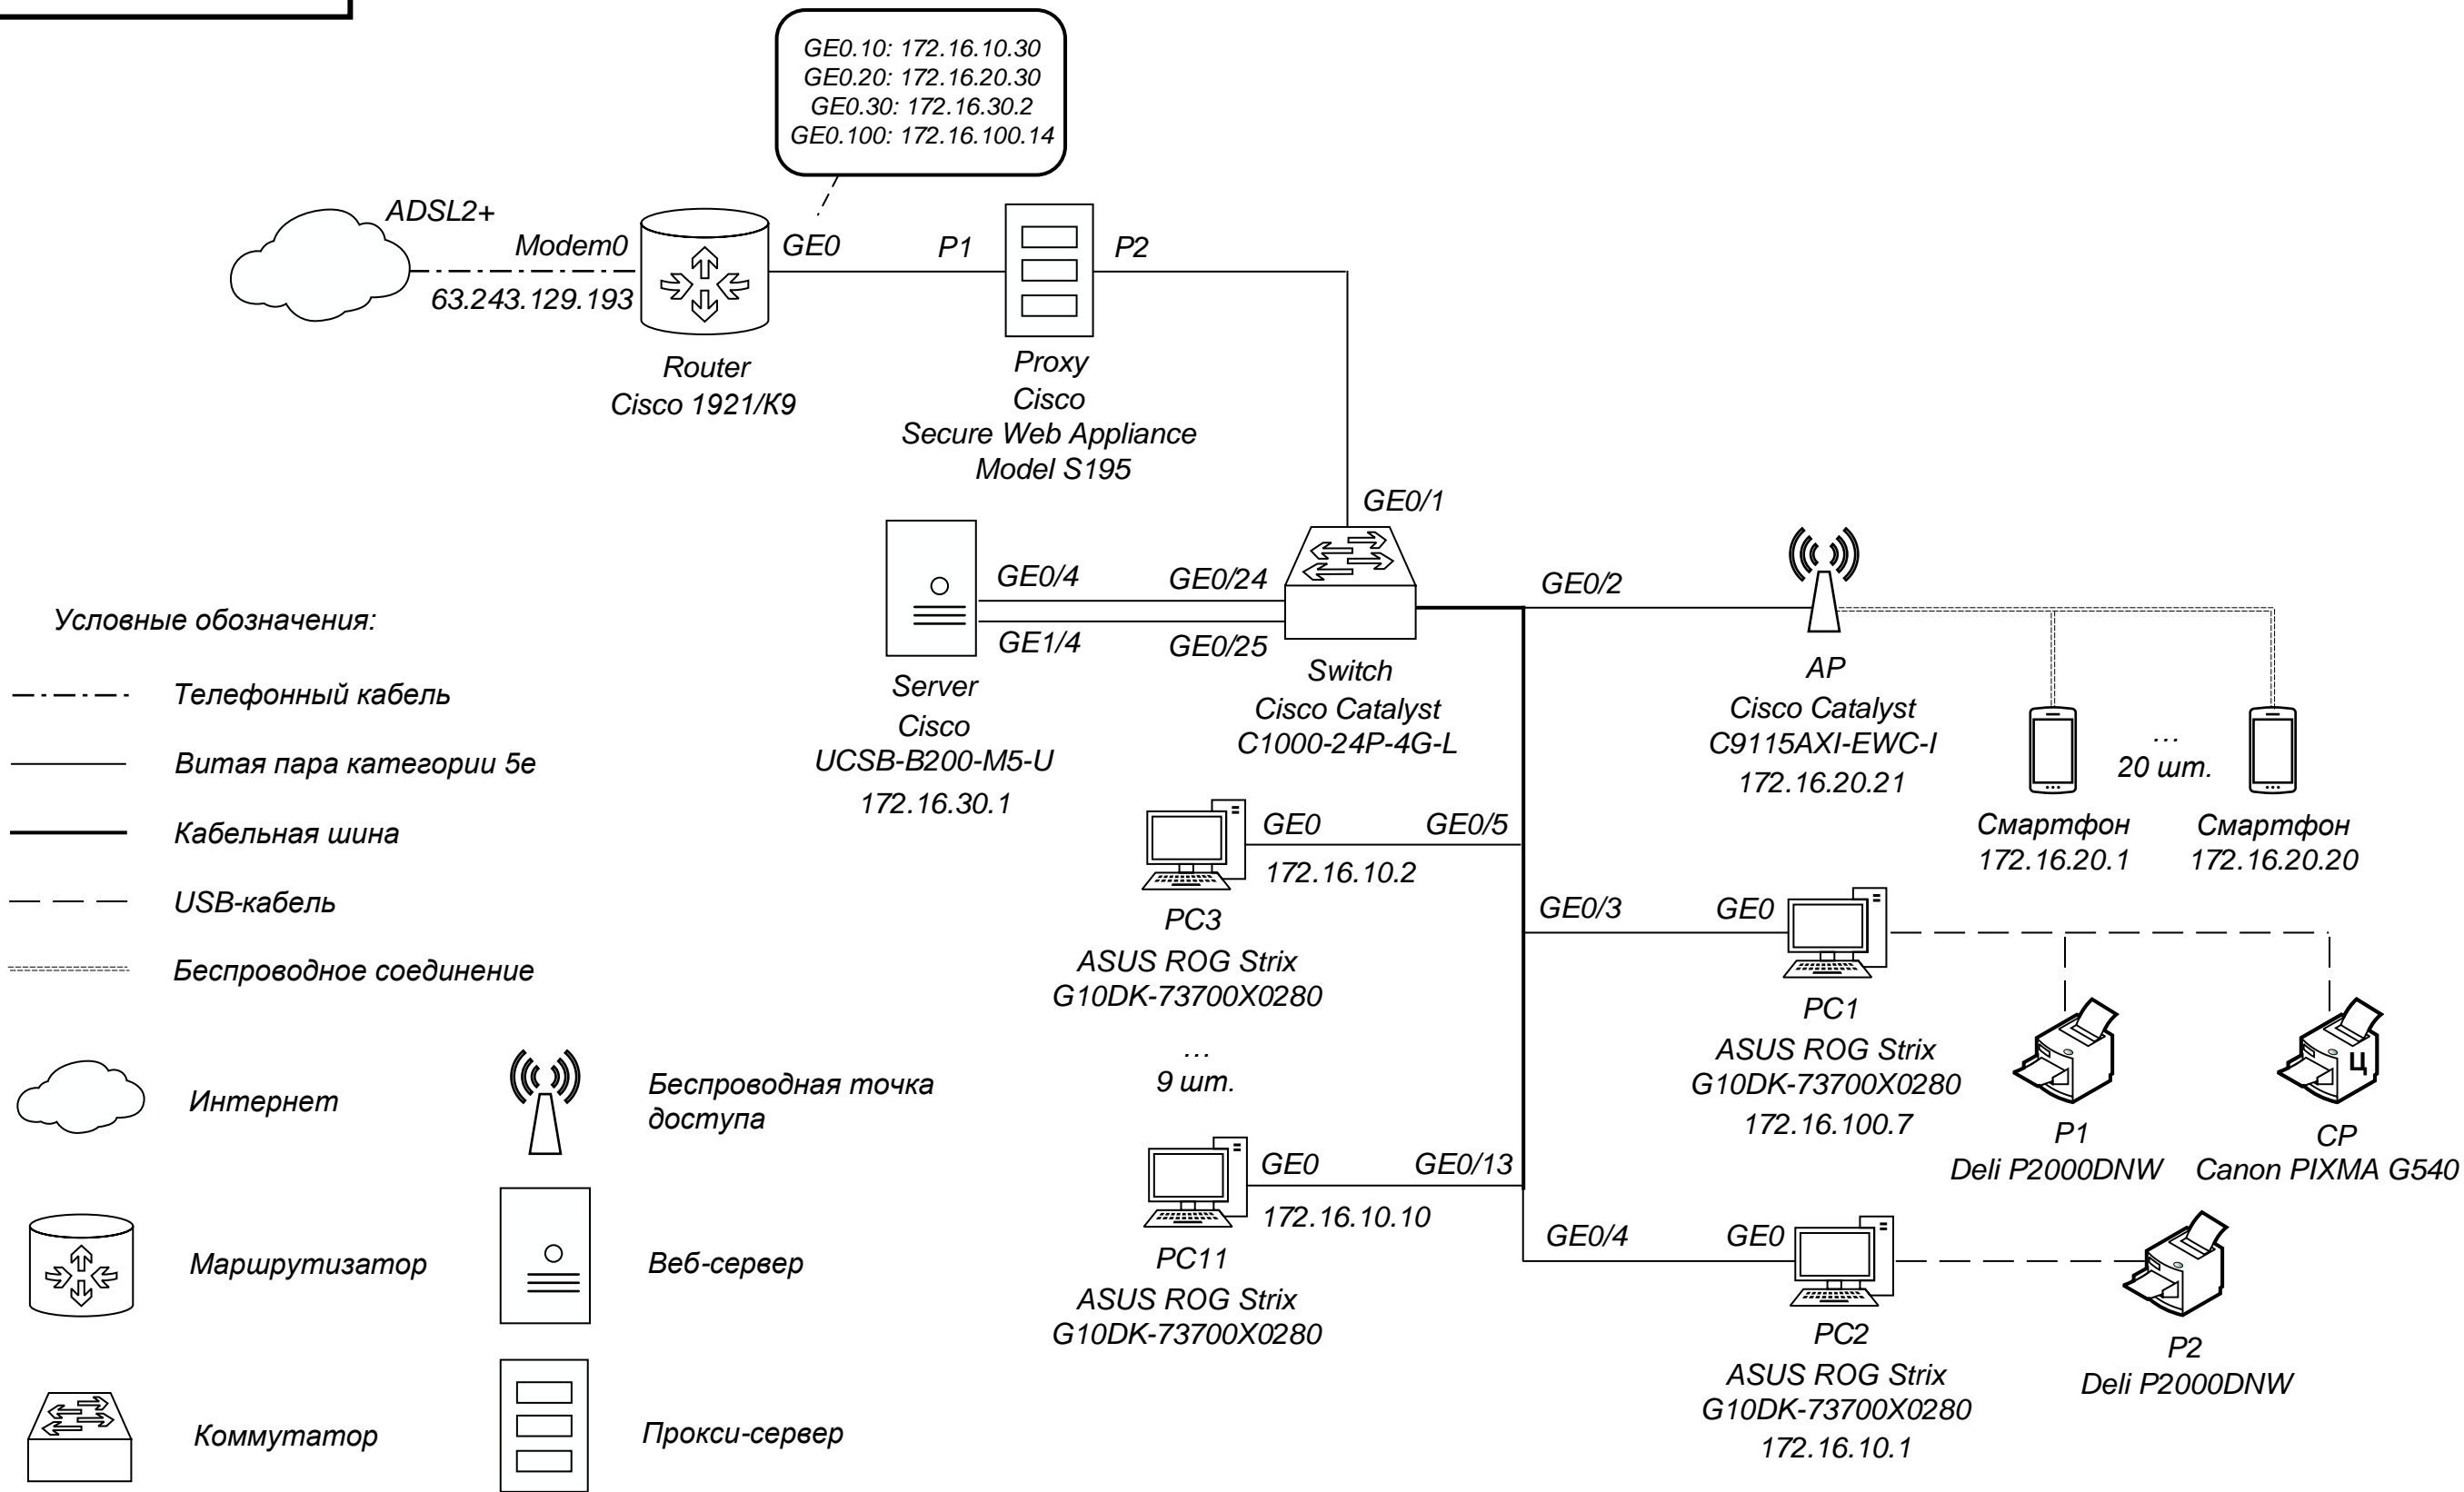 GE0.10: 172.16.10.30
GE0.20: 172.16.20.30
GE0.30: 172.16.30.2
GE0.100: 172.16.100.14
ADSL2+
Modem0
63.243.129.193
GE0
P1
P2
Router
Cisco 1921/К9
Proxy
Cisco
Secure Web Appliance
Model S195
GE0/1
GE0/4
GE0/24
GE1/4
GE0/25
GE0/2
Server
Cisco
UCSB-B200-M5-U
172.16.30.1
Switch
Cisco Catalyst
C1000-24P-4G-L
AP
Cisco Catalyst
C9115AXI-EWC-I
172.16.20.21
…
20 шт.
Смартфон
172.16.20.1
Смартфон
172.16.20.20
GE0
GE0/5
172.16.10.2
PC3
ASUS ROG Strix
G10DK-73700X0280
…
9 шт.
GE0
GE0/13
172.16.10.10
PC11
ASUS ROG Strix
G10DK-73700X0280
GE0/3
GE0
PC1
ASUS ROG Strix
G10DK-73700X0280
172.16.100.7
P1
Deli P2000DNW
Ц
CP
Canon PIXMA G540
GE0/4
GE0
PC2
ASUS ROG Strix
G10DK-73700X0280
172.16.10.1
P2
Deli P2000DNW
Условные обозначения:
Телефонный кабель
Витая пара категории 5e
Кабельная шина
USB-кабель
Беспроводное соединение
Интернет
Маршрутизатор
Коммутатор
Беспроводная точка
доступа
Веб-сервер
Прокси-сервер